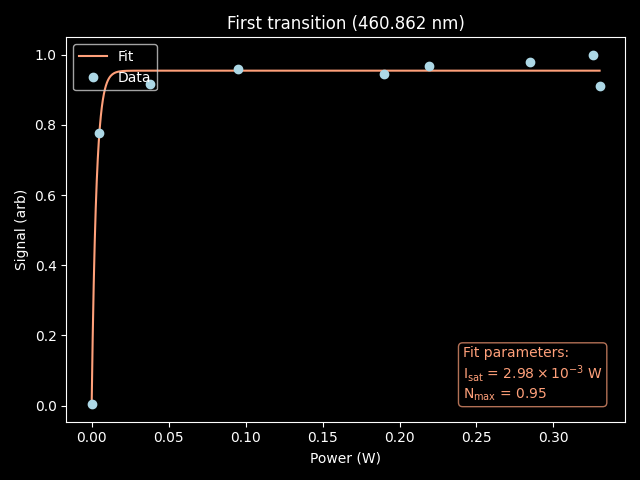 First transition (460.862 nm)
Fit
Data
1.0
0.8
0.6
0.4
0.2
0.0
Signal (arb)
Fit parameters:
I_sat = 2.98 × 10⁻³ W
N_max = 0.95
0.00 0.05 0.10 0.15 0.20 0.25 0.30
Power (W)